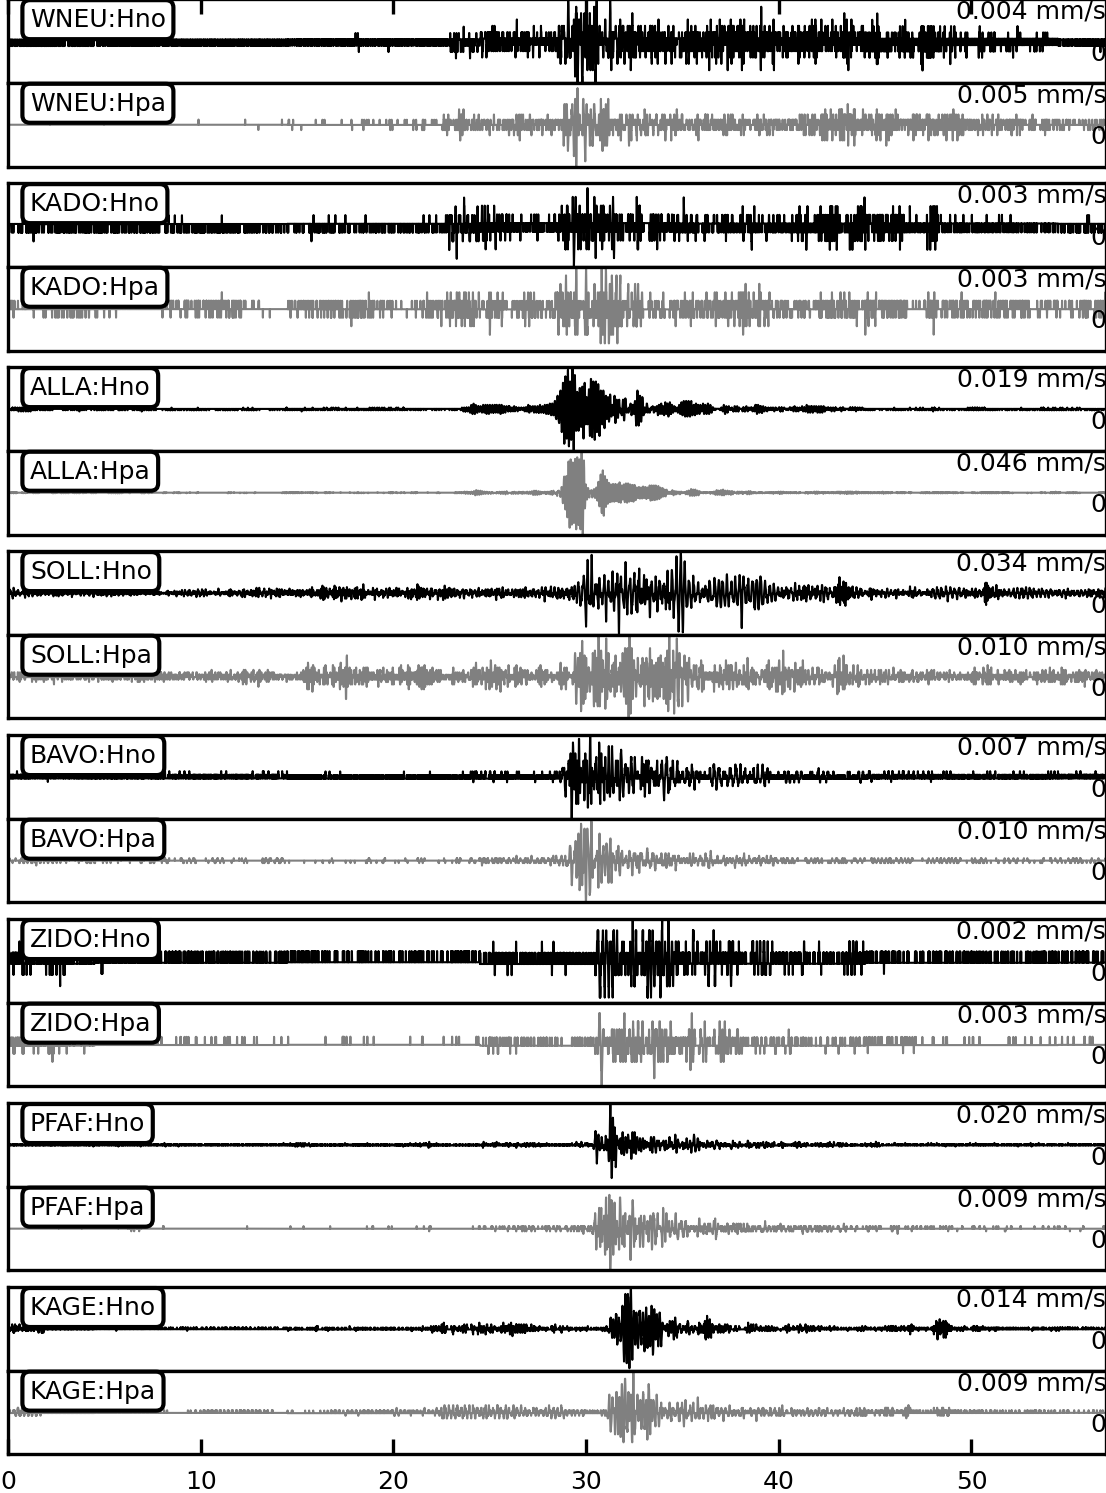 WNEU:Hno 0.004 mm/s
0
WNEU:Hpa 0.005 mm/s
0
KADO:Hno 0.003 mm/s
0
KADO:Hpa 0.003 mm/s
0
ALLA:Hno 0.019 mm/s
0
ALLA:Hpa 0.046 mm/s
0
SOLL:Hno 0.034 mm/s
0
SOLL:Hpa 0.010 mm/s
0
BAVO:Hno 0.007 mm/s
0
BAVO:Hpa 0.010 mm/s
0
ZIDO:Hno 0.002 mm/s
0
ZIDO:Hpa 0.003 mm/s
0
PFAF:Hno 0.020 mm/s
0
PFAF:Hpa 0.009 mm/s
0
KAGE:Hno 0.014 mm/s
0
KAGE:Hpa 0.009 mm/s
0
0 10 20 30 40 50